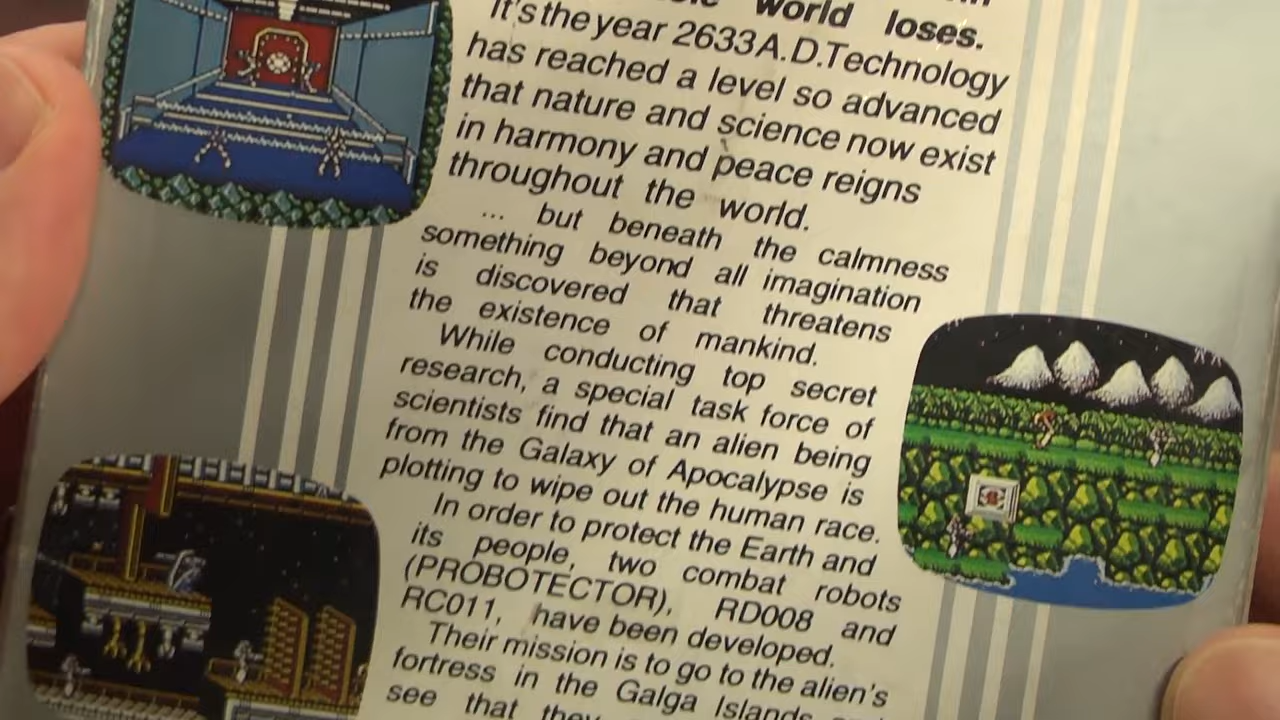 world loses.
It's the year 2633 A.D. Technology
has reached a level so advanced
that nature and science now exist
in harmony and peace reigns
throughout the world.
... but beneath the calmness
something beyond all imagination
is discovered that threatens
the existence of mankind.
While conducting top secret
research, a special task force of
scientists find that an alien being
from the Galaxy of Apocalypse is
plotting to wipe out the human race.
In order to protect the Earth and
its people, two combat robots
(PROBOTECTOR), RD008 and
RC011, have been developed.
Their mission is to go to the alien's
fortress in the Galga Islands
see that they